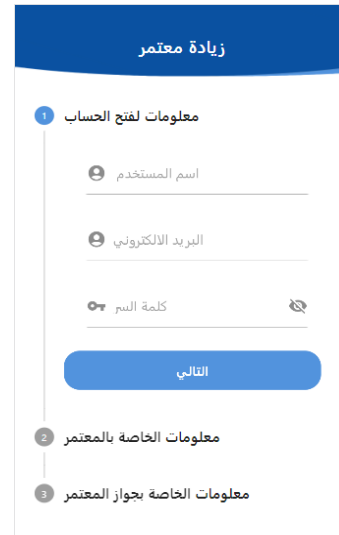 زيادة معتمر
1 معلومات لفتح الحساب
اسم المستخدم
البريد الالكتروني
كلمة السر
التالي
2 معلومات الخاصة بالمعتمر
3 معلومات الخاصة بجواز المعتمر